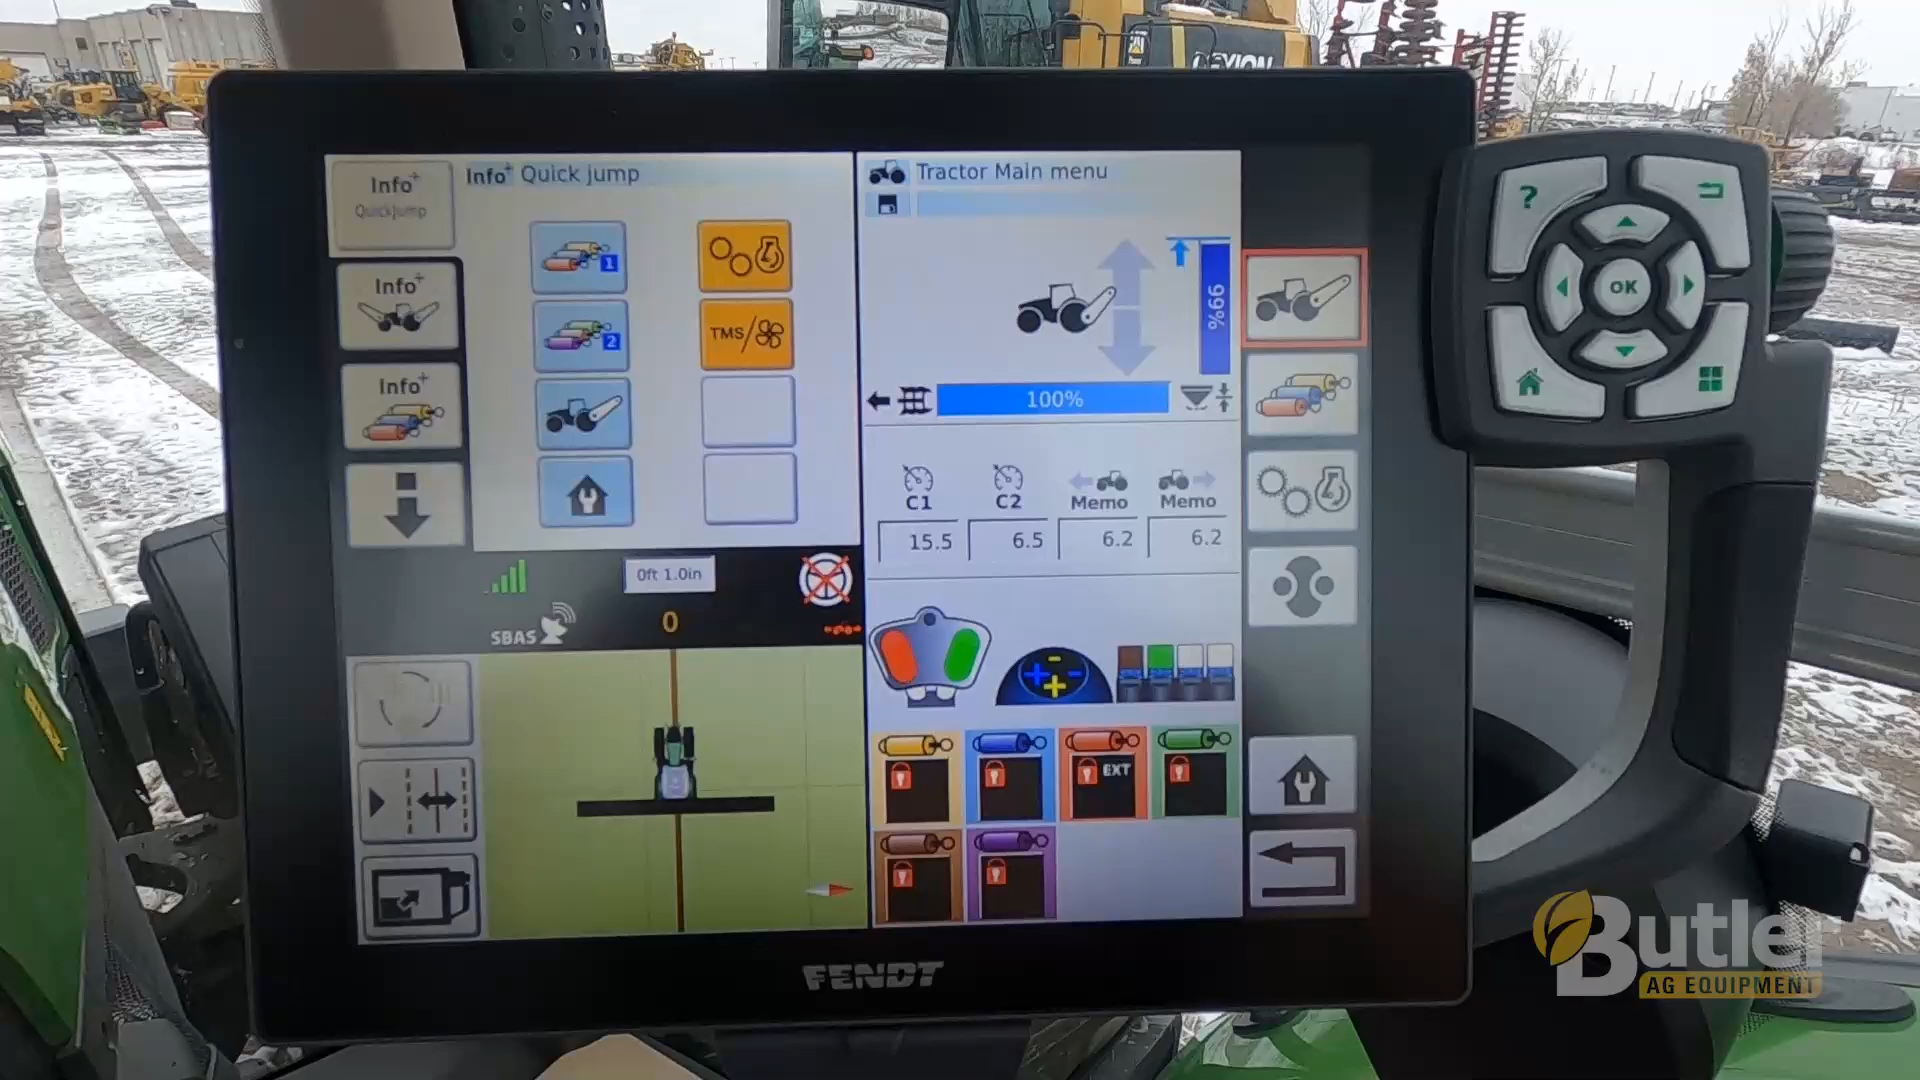 LEXION
Info+
QuickJump
Info+ Quick jump
Tractor Main menu
Info+
1
2
TMS/
99%
Info+
100%
C1
C2
Memo
Memo
15.5
6.5
6.2
6.2
0ft 1.0in
SBAS
0
EXT
?
OK
FENDT
Butler
AG EQUIPMENT